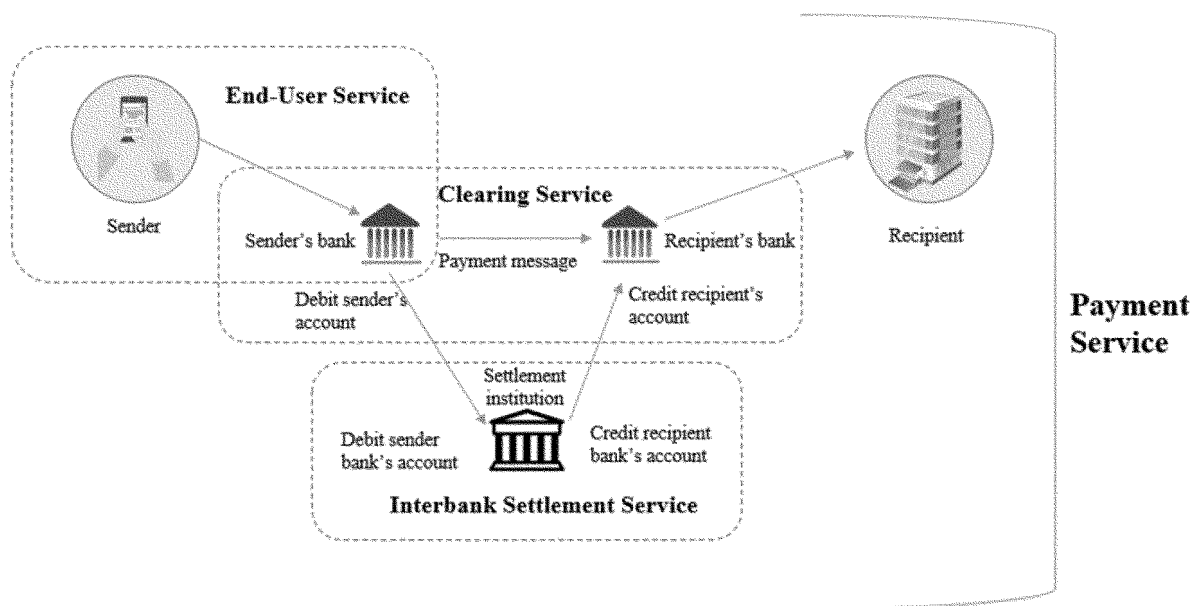 End-User Service
Sender
Clearing Service
Sender's bank
Payment message
Recipient's bank
Recipient
Debit sender's
account
Credit recipient's
account
Payment
Service
Settlement
institution
Debit sender
bank's account
Credit recipient
bank's account
Interbank Settlement Service